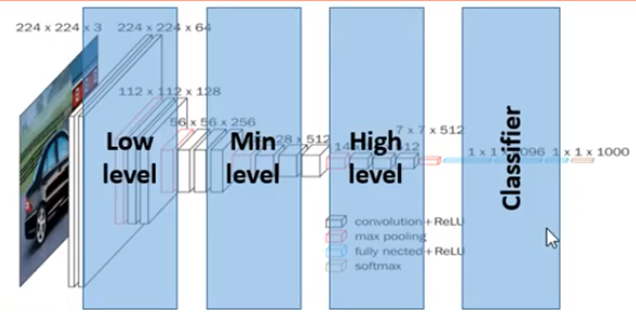 224 x 224 x 3
224 x 224 x 64
112 x 112 x 128
56 x 56 x 256
28 x 512
7 x 7 x 512
Low
level
Min
level
High
level
Classifier
1 x 1
096
1 x 1 x 1000
convolution+ReLU
max pooling
fully nected+ReLU
softmax